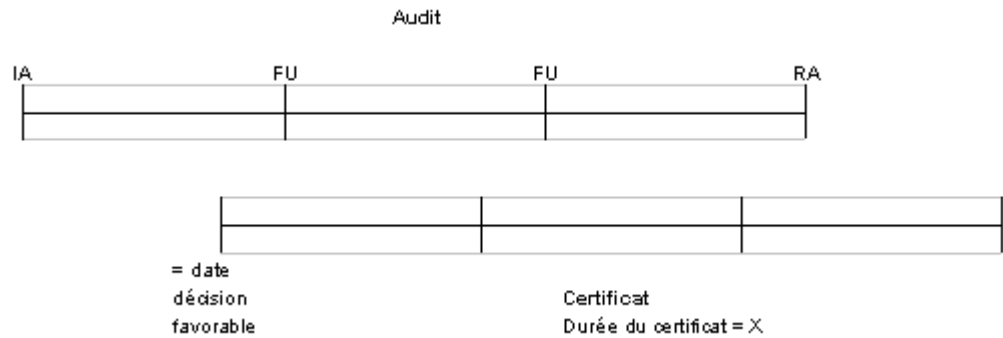 Audit
IA FU FU RA
= date
décision
favorable
Certificat
Durée du certificat = X